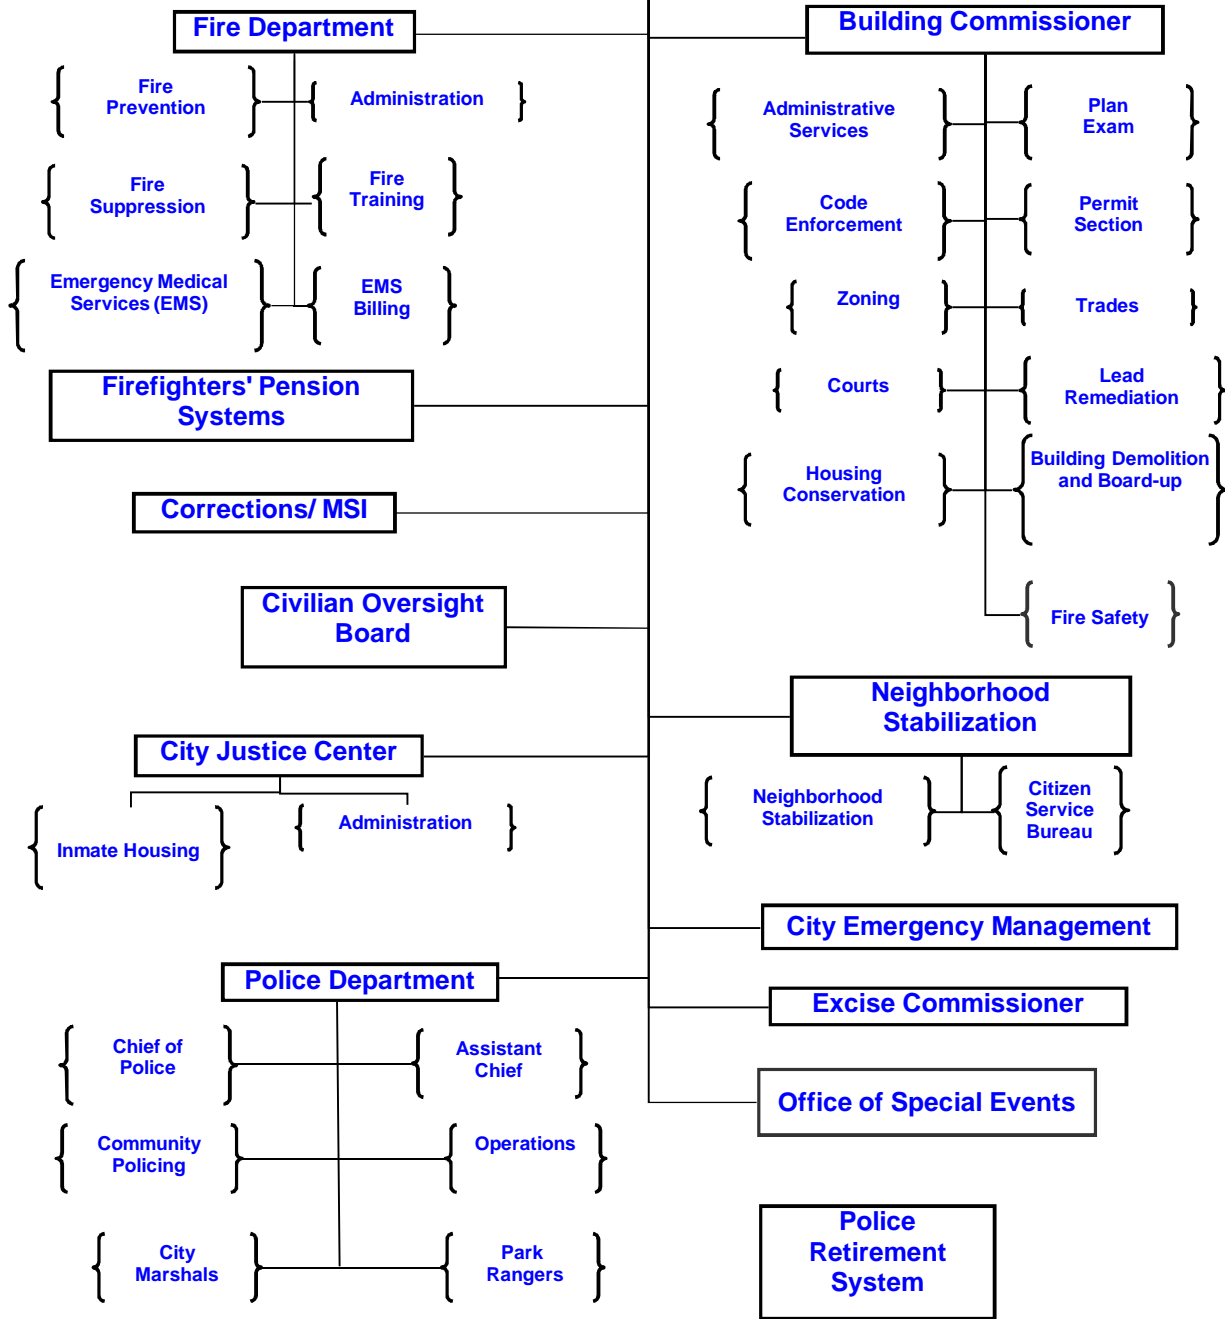 Fire Department
Building Commissioner
Fire
Prevention
Administration
Administrative
Services
Plan
Exam
Fire
Suppression
Fire
Training
Code
Enforcement
Permit
Section
Emergency Medical
Services (EMS)
EMS
Billing
Zoning
Trades
Firefighters' Pension
Systems
Courts
Lead
Remediation
Housing
Conservation
Building Demolition
and Board-up
Corrections/ MSI
Civilian Oversight
Board
Fire Safety
Neighborhood
Stabilization
City Justice Center
Inmate Housing
Administration
Neighborhood
Stabilization
Citizen
Service
Bureau
City Emergency Management
Police Department
Excise Commissioner
Chief of
Police
Assistant
Chief
Office of Special Events
Community
Policing
Operations
City
Marshals
Park
Rangers
Police
Retirement
System